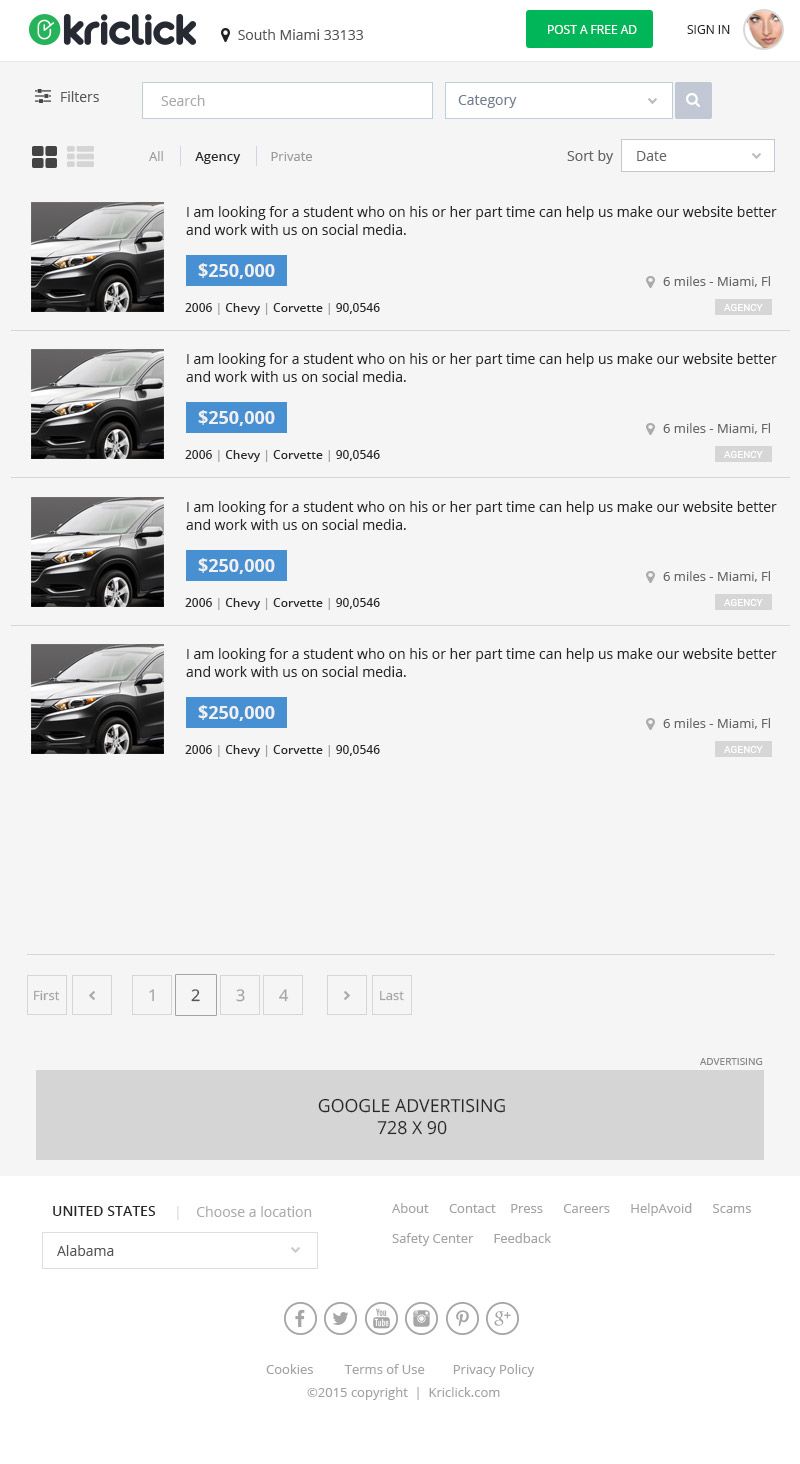 kriclick
South Miami 33133
POST A FREE AD
SIGN IN
Filters
Search
Category
All | Agency | Private
Sort by
Date
I am looking for a student who on his or her part time can help us make our website better
and work with us on social media.
$250,000
6 miles - Miami, Fl
2006 | Chevy | Corvette | 90,0546
AGENCY
I am looking for a student who on his or her part time can help us make our website better
and work with us on social media.
$250,000
6 miles - Miami, Fl
2006 | Chevy | Corvette | 90,0546
AGENCY
I am looking for a student who on his or her part time can help us make our website better
and work with us on social media.
$250,000
6 miles - Miami, Fl
2006 | Chevy | Corvette | 90,0546
AGENCY
I am looking for a student who on his or her part time can help us make our website better
and work with us on social media.
$250,000
6 miles - Miami, Fl
2006 | Chevy | Corvette | 90,0546
AGENCY
First < 1 2 3 4 > Last
ADVERTISING
GOOGLE ADVERTISING
728 X 90
UNITED STATES | Choose a location
Alabama
About Contact Press Careers HelpAvoid Scams
Safety Center Feedback
You
Tube
g+
Cookies Terms of Use Privacy Policy
©2015 copyright | Kriclick.com